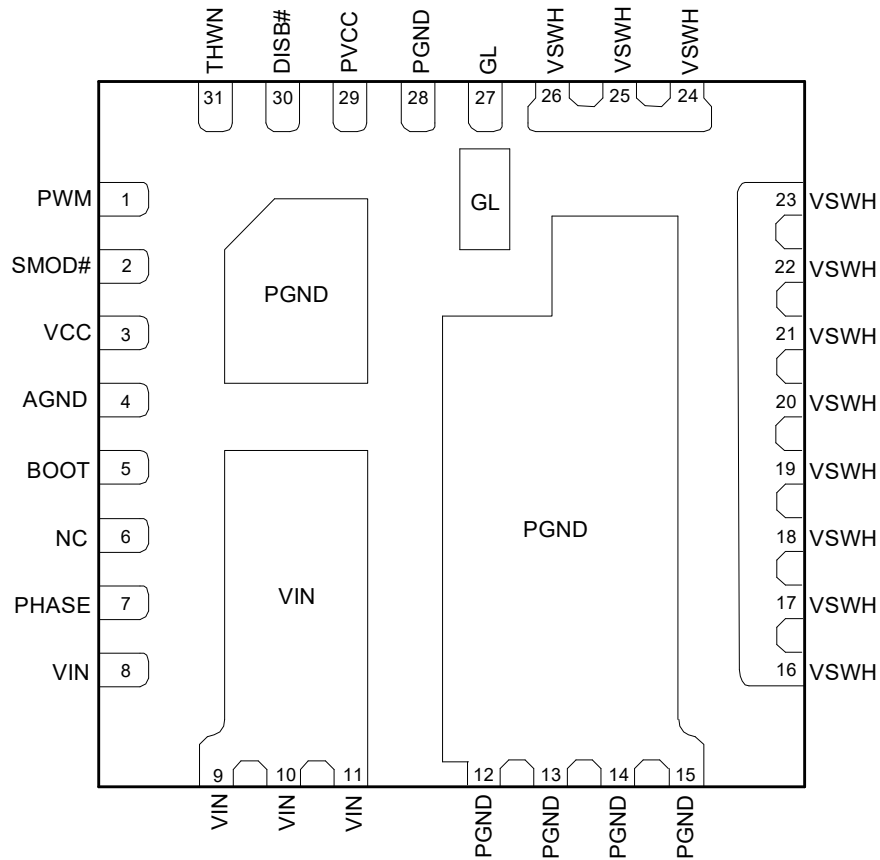 THWN
DISB#
PVCC
PGND
GL
VSWH
VSWH
VSWH
31
30
29
28
27
26
25
24
PWM
1
GL
23
VSWH
SMOD#
2
22
VSWH
PGND
VCC
3
21
VSWH
AGND
4
20
VSWH
BOOT
5
19
VSWH
NC
6
PGND
18
VSWH
PHASE
7
VIN
17
VSWH
VIN
8
16
VSWH
9
10
11
12
13
14
15
VIN
VIN
VIN
PGND
PGND
PGND
PGND